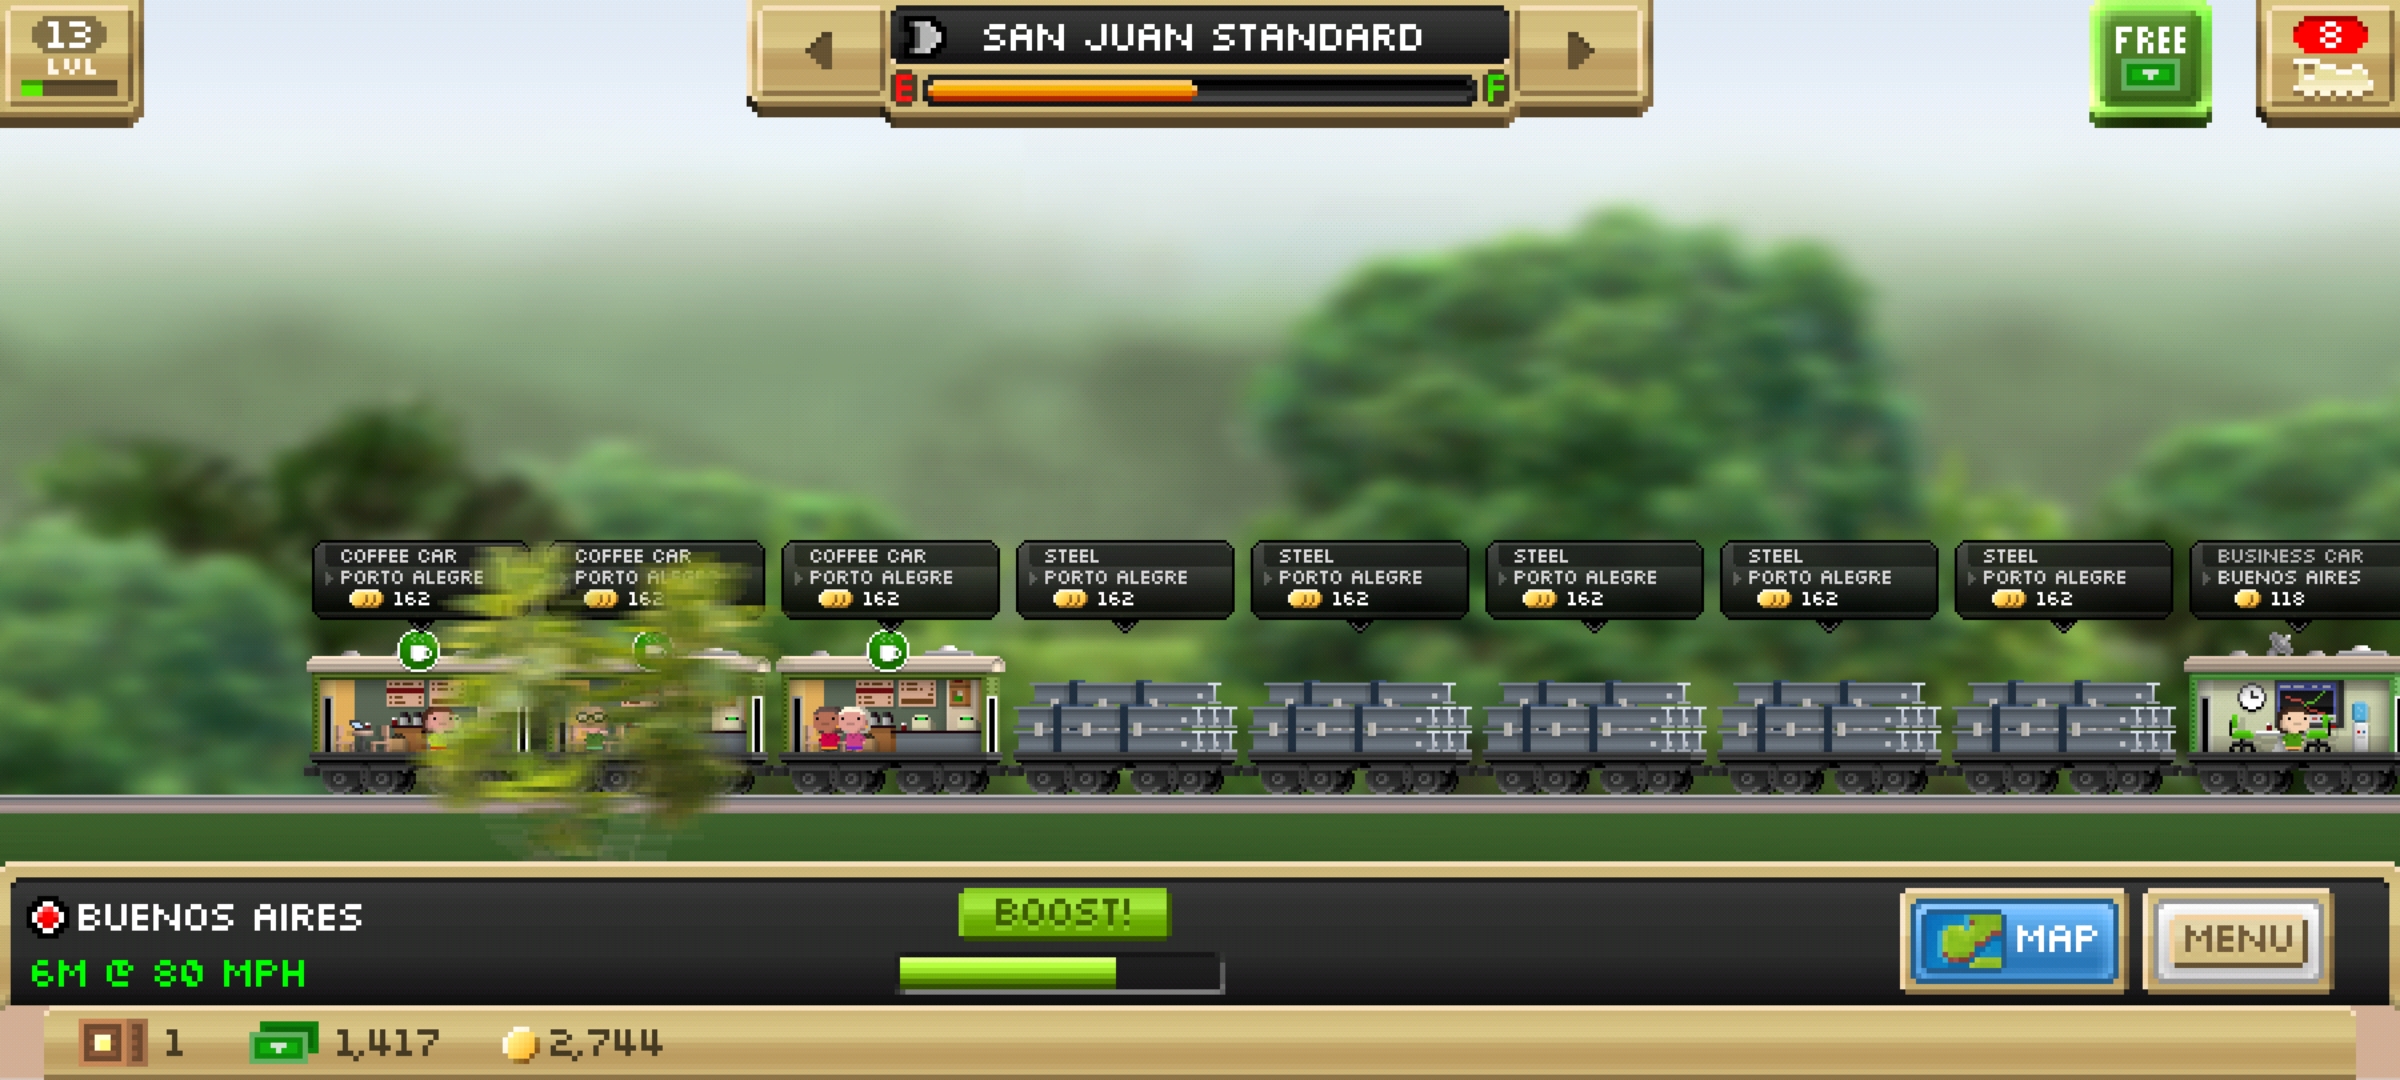 13
LVL
SAN JUAN STANDARD
E F
FREE
8
COFFEE CAR
PORTO ALEGRE
162
COFFEE CAR
PORTO ALEGRE
162
COFFEE CAR
PORTO ALEGRE
162
STEEL
PORTO ALEGRE
162
STEEL
PORTO ALEGRE
162
STEEL
PORTO ALEGRE
162
STEEL
PORTO ALEGRE
162
STEEL
PORTO ALEGRE
162
BUSINESS CAR
BUENOS AIRES
118
BUENOS AIRES
6M @ 80 MPH
BOOST!
MAP
MENU
1
1,417
2,744